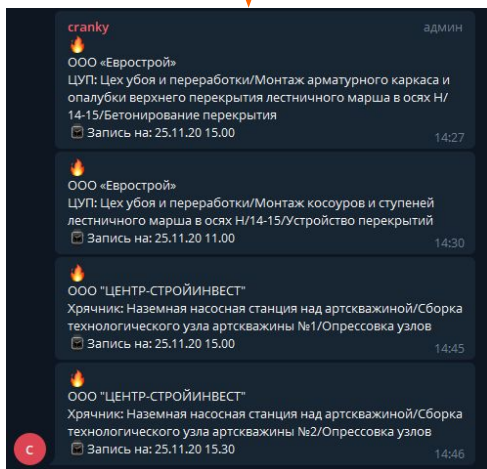 cranky админ
🔥
ООО «Еврострой»
ЦУП: Цех убоя и переработки/Монтаж арматурного каркаса и
опалубки верхнего перекрытия лестничного марша в осях Н/
14-15/Бетонирование перекрытия
Запись на: 25.11.20 15.00
14:27
🔥
ООО «Еврострой»
ЦУП: Цех убоя и переработки/Монтаж косоуров и ступеней
лестничного марша в осях Н/14-15/Устройство перекрытий
Запись на: 25.11.20 11.00
14:30
🔥
ООО "ЦЕНТР-СТРОЙИНВЕСТ"
Хрячник: Наземная насосная станция над артскважиной/Сборка
технологического узла артскважины №1/Опрессовка узлов
Запись на: 25.11.20 15.00
14:45
🔥
ООО "ЦЕНТР-СТРОЙИНВЕСТ"
Хрячник: Наземная насосная станция над артскважиной/Сборка
технологического узла артскважины №2/Опрессовка узлов
Запись на: 25.11.20 15.30
14:46
C